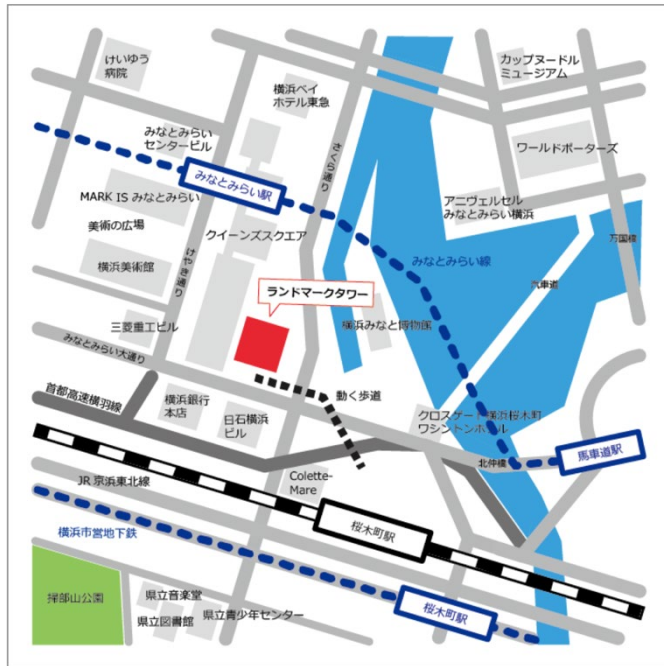 けいゆう
病院
カップヌードル
ミュージアム
横浜ベイ
ホテル東急
みなとみらい
センタービル
さくら通り
ワールドポーターズ
みなとみらい駅
MARK IS みなとみらい
アニヴェルセル
みなとみらい横浜
美術の広場
クイーンズスクエア
万国橋
横浜美術館
けやき通り
みなとみらい線
汽車道
ランドマークタワー
三菱重工ビル
横浜みなと博物館
みなとみらい大通り
首都高速横羽線
横浜銀行
本店
動く歩道
日石横浜
ビル
クロスゲート横浜桜木町
ワシントンホテル
北仲橋
馬車道駅
Colette-
Mare
JR京浜東北線
桜木町駅
横浜市営地下鉄
掃部山公園
県立音楽堂
県立図書館
県立青少年センター
桜木町駅